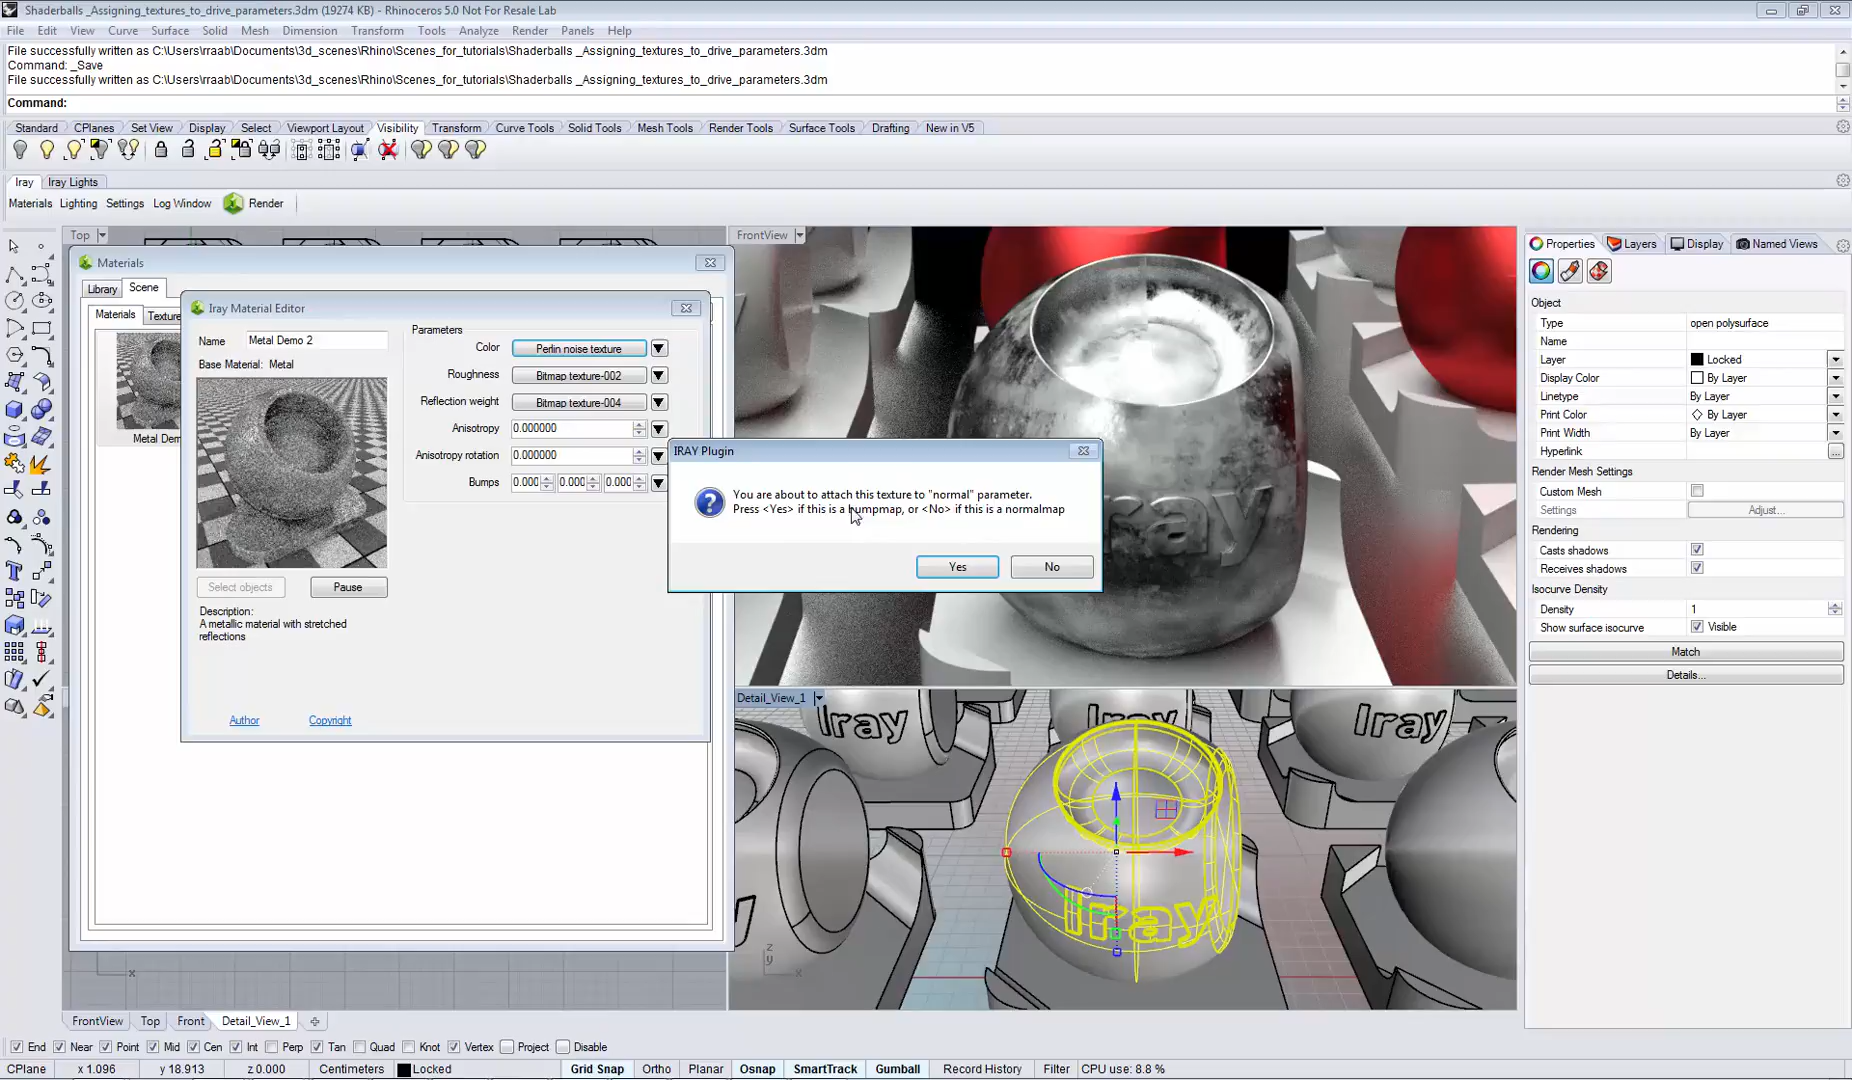 Shaderballs _Assigning_textures_to_drive_parameters.3dm (19274 KB) - Rhinoceros 5.0 Not For Resale Lab
File Edit View Curve Surface Solid Mesh Dimension Transform Tools Analyze Render Panels Help
File successfully written as C:\Users\rraab\Documents\3d_scenes\Rhino\Scenes_for_tutorials\Shaderballs _Assigning_textures_to_drive_parameters.3dm
Command: _Save
File successfully written as C:\Users\rraab\Documents\3d_scenes\Rhino\Scenes_for_tutorials\Shaderballs _Assigning_textures_to_drive_parameters.3dm
Command:
Standard CPlanes Set View Display Select Viewport Layout Visibility Transform Curve Tools Solid Tools Mesh Tools Render Tools Surface Tools Drafting New in V5
Iray Iray Lights
Materials Lighting Settings Log Window Render
Top
Materials
Library Scene
Materials Texture
Metal Dem
Iray Material Editor
Name Metal Demo 2
Base Material: Metal
Select objects Pause
Description:
A metallic material with stretched
reflections
Author Copyright
Parameters
Color Perlin noise texture
Roughness Bitmap texture-002
Reflection weight Bitmap texture-004
Anisotropy 0.000000
Anisotropy rotation 0.000000
Bumps 0.000 0.000 0.000
FrontView
iray
IRAY Plugin
You are about to attach this texture to "normal" parameter.
Press <Yes> if this is a bumpmap, or <No> if this is a normalmap
Yes No
Detail_View_1
Iray
Iray
Iray
Iray
z
y
x
x
Properties Layers Display Named Views
Object
Type open polysurface
Name
Layer Locked
Display Color By Layer
Linetype By Layer
Print Color By Layer
Print Width By Layer
Hyperlink ...
Render Mesh Settings
Custom Mesh
Settings Adjust...
Rendering
Casts shadows
Receives shadows
Isocurve Density
Density 1
Show surface isocurve Visible
Match
Details...
FrontView Top Front Detail_View_1
End Near Point Mid Cen Int Perp Tan Quad Knot Vertex Project Disable
CPlane x 1.096 y 18.913 z 0.000 Centimeters Locked Grid Snap Ortho Planar Osnap SmartTrack Gumball Record History Filter CPU use: 8.8 %